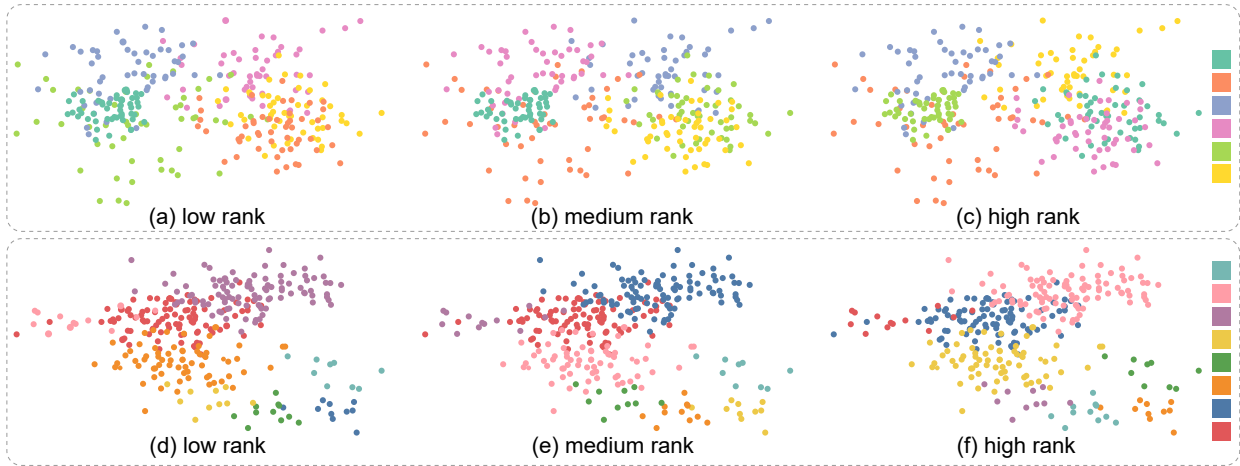 (a) low rank
(b) medium rank
(c) high rank
(d) low rank
(e) medium rank
(f) high rank